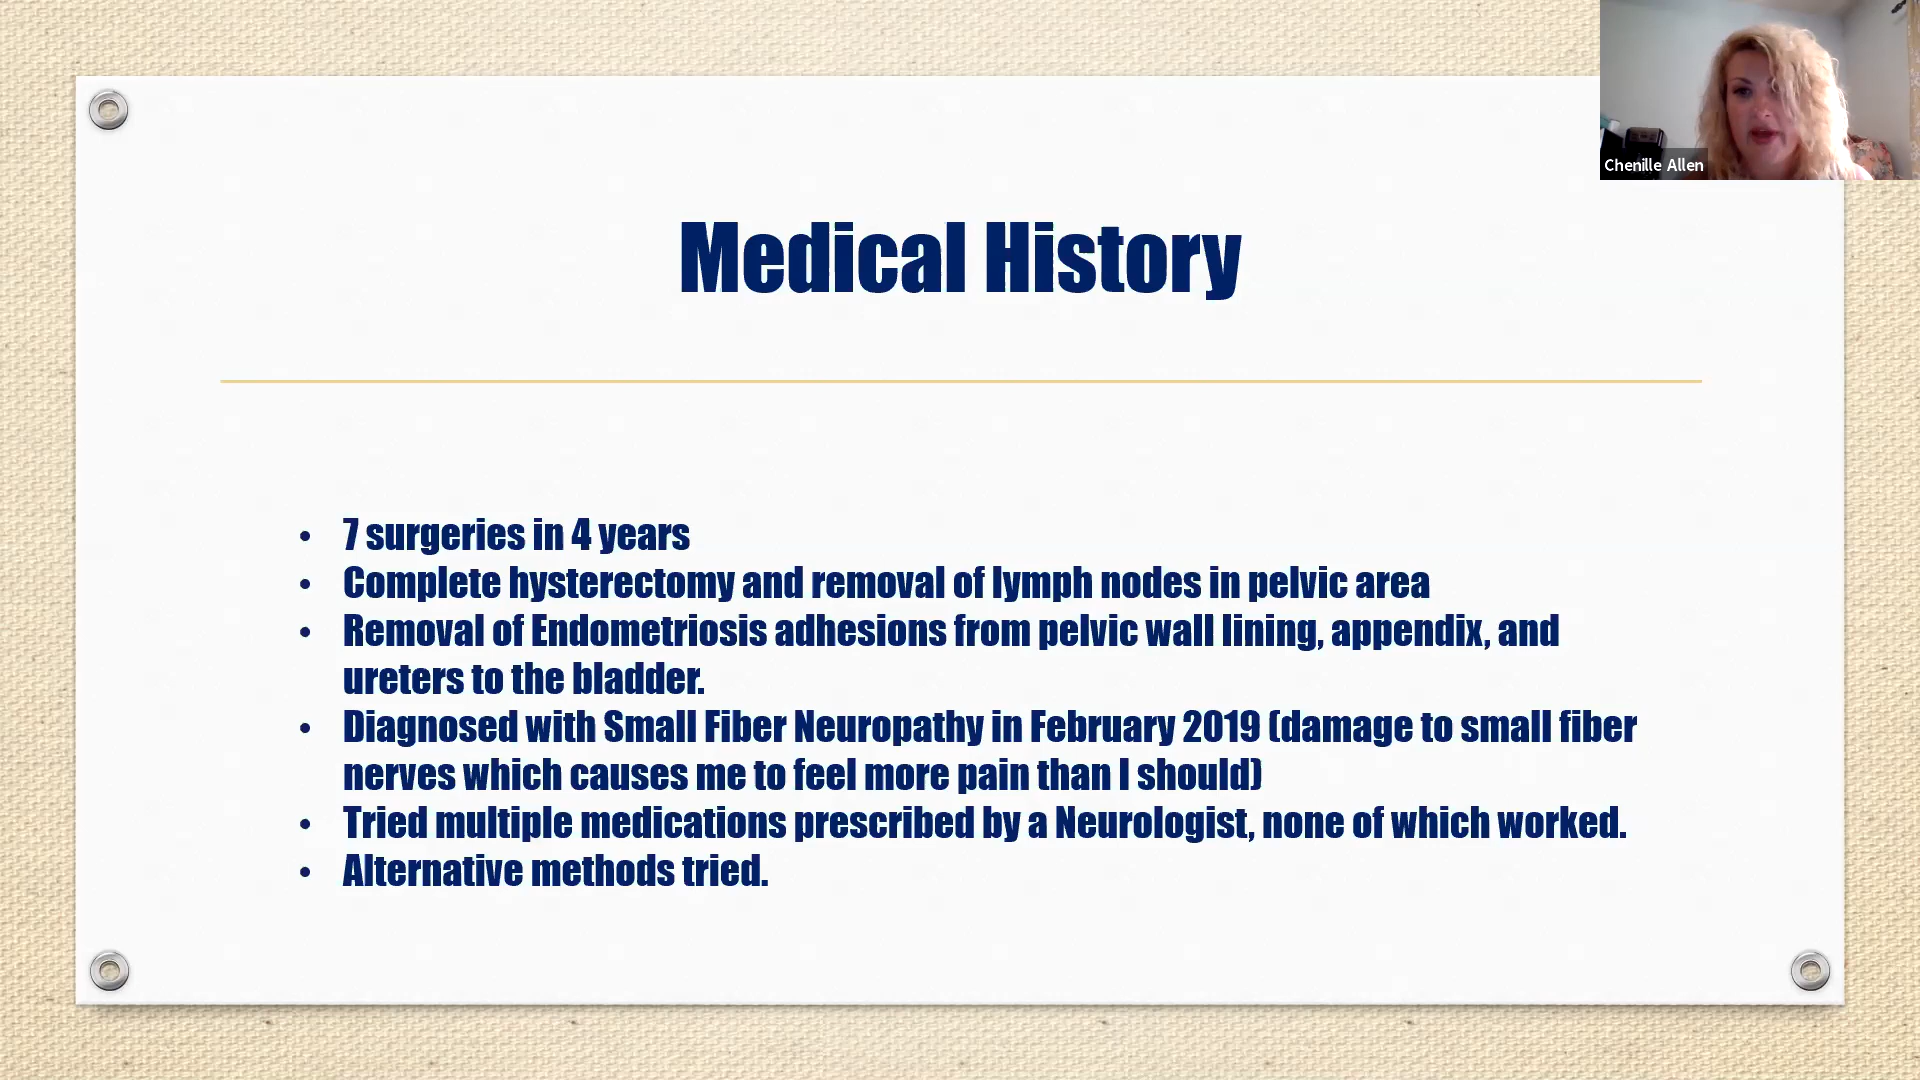 Chenille Allen
Medical History
• 7 surgeries in 4 years
• Complete hysterectomy and removal of lymph nodes in pelvic area
• Removal of Endometriosis adhesions from pelvic wall lining, appendix, and
ureters to the bladder.
• Diagnosed with Small Fiber Neuropathy in February 2019 (damage to small fiber
nerves which causes me to feel more pain than I should)
• Tried multiple medications prescribed by a Neurologist, none of which worked.
• Alternative methods tried.